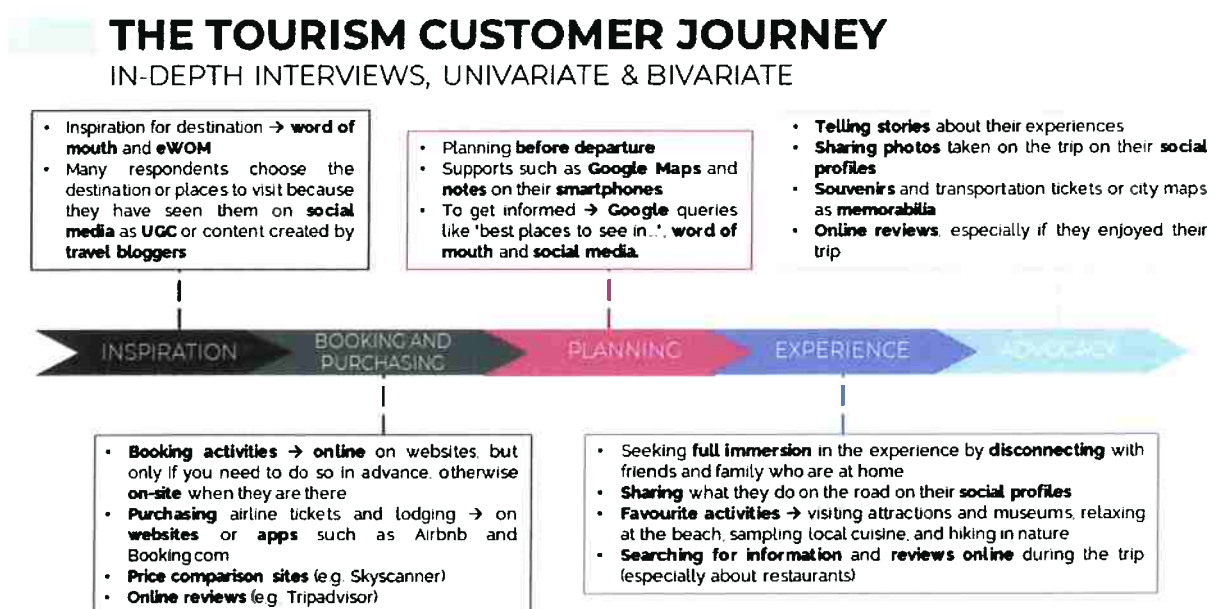 THE TOURISM CUSTOMER JOURNEY
IN-DEPTH INTERVIEWS, UNIVARIATE & BIVARIATE
• Inspiration for destination → word of
mouth and eWOM
• Many respondents choose the
destination or places to visit because
they have seen them on social
media as UGC or content created by
travel bloggers
• Planning before departure
• Supports such as Google Maps and
notes on their smartphones
• To get informed → Google queries
like "best places to see in...", word of
mouth and social media.
• Telling stories about their experiences
• Sharing photos taken on the trip on their social
profiles
• Souvenirs and transportation tickets or city maps
as memorabilia
• Online reviews, especially if they enjoyed their
trip
INSPIRATION
BOOKING AND
PURCHASING
PLANNING
EXPERIENCE
ADVOCACY
• Booking activities → online on websites, but
only if you need to do so in advance, otherwise
on-site when they are there
• Purchasing airline tickets and lodging → on
websites or apps such as Airbnb and
Booking.com
• Price comparison sites (e.g. Skyscanner)
• Online reviews (e.g. Tripadvisor)
• Seeking full immersion in the experience by disconnecting with
friends and family who are at home
• Sharing what they do on the road on their social profiles
• Favourite activities → visiting attractions and museums, relaxing
at the beach, sampling local cuisine, and hiking in nature
• Searching for information and reviews online during the trip
(especially about restaurants)